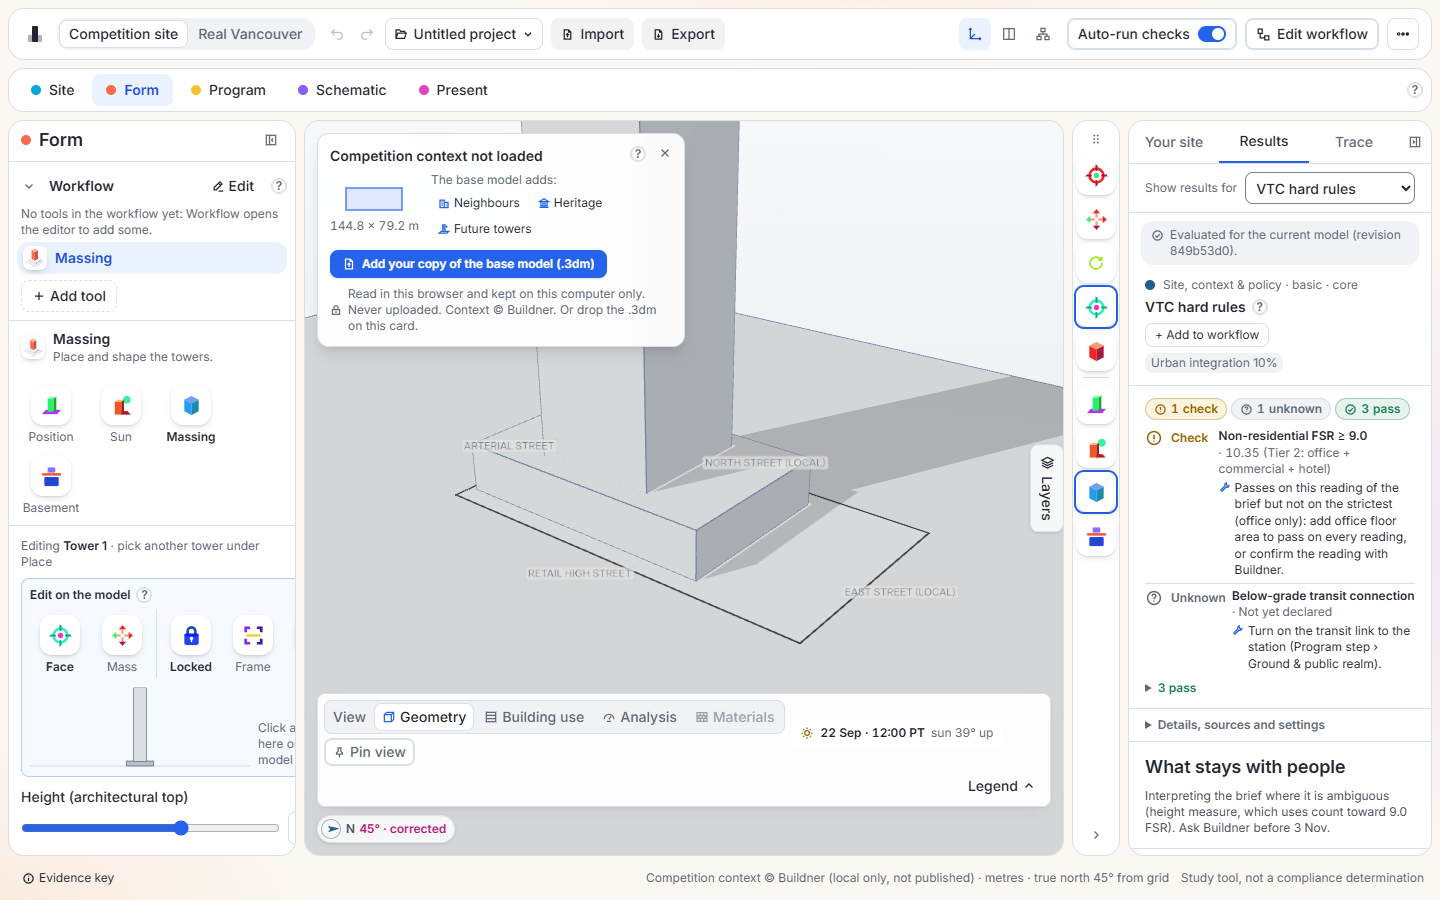 Competition site
Real Vancouver
Untitled project
Import
Export
Auto-run checks
Edit workflow
Site
Form
Program
Schematic
Present
?
Form
Workflow
Edit
?
No tools in the workflow yet: Workflow opens
the editor to add some.
Massing
+ Add tool
Massing
Place and shape the towers.
Position
Sun
Massing
Basement
Editing Tower 1 · pick another tower under
Place
Edit on the model ?
Face
Mass
Locked
Frame
Click a
here o
model
Height (architectural top)
Competition context not loaded
?
144.8 × 79.2 m
The base model adds:
Neighbours
Heritage
Future towers
Add your copy of the base model (.3dm)
Read in this browser and kept on this computer only.
Never uploaded. Context © Buildner. Or drop the .3dm
on this card.
ARTERIAL STREET
NORTH STREET (LOCAL)
RETAIL HIGH STREET
EAST STREET (LOCAL)
Layers
View
Geometry
Building use
Analysis
Materials
22 Sep · 12:00 PT sun 39° up
Pin view
Legend
N 45° · corrected
Your site
Results
Trace
Show results for
VTC hard rules
Evaluated for the current model (revision
849b53d0).
Site, context & policy · basic · core
VTC hard rules ?
+ Add to workflow
Urban integration 10%
1 check
1 unknown
3 pass
Check
Non-residential FSR ≥ 9.0
· 10.35 (Tier 2: office +
commercial + hotel)
Passes on this reading of the
brief but not on the strictest
(office only): add office floor
area to pass on every reading,
or confirm the reading with
Buildner.
Unknown
Below-grade transit connection
· Not yet declared
Turn on the transit link to the
station (Program step ›
Ground & public realm).
3 pass
Details, sources and settings
What stays with people
Interpreting the brief where it is ambiguous
(height measure, which uses count toward 9.0
FSR). Ask Buildner before 3 Nov.
Evidence key
Competition context © Buildner (local only, not published) · metres · true north 45° from grid
Study tool, not a compliance determination